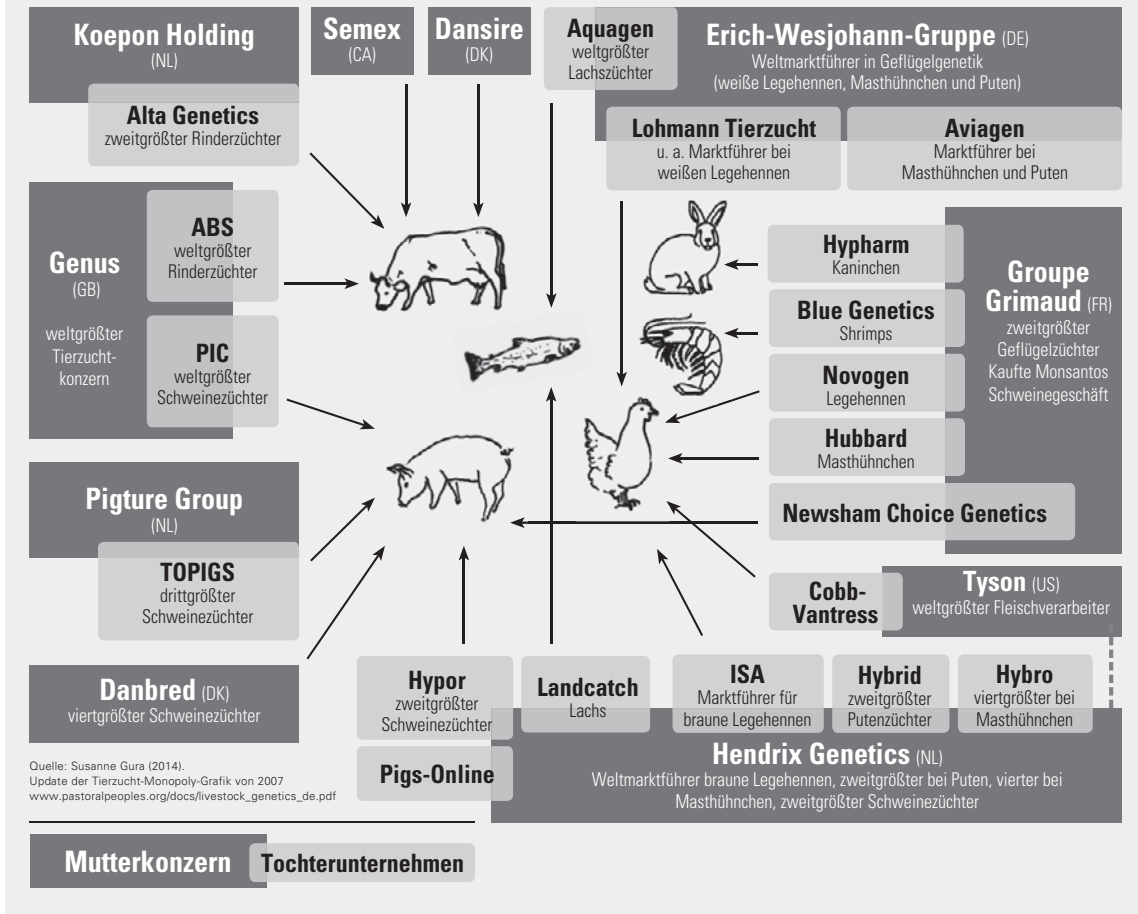 Koepon Holding
(NL)
Alta Genetics
zweitgrößter Rinderzüchter
Semex
(CA)
Dansire
(DK)
Aquagen
weltgrößter
Lachszüchter
Erich-Wesjohann-Gruppe (DE)
Weltmarktführer in Geflügelgenetik
(weiße Legehennen, Masthühnchen und Puten)
Lohmann Tierzucht
u. a. Marktführer bei
weißen Legehennen
Aviagen
Marktführer bei
Masthühnchen und Puten
Genus
(GB)
weltgrößter
Tierzucht-
konzern
ABS
weltgrößter
Rinderzüchter
PIC
weltgrößter
Schweinezüchter
Hypharm
Kaninchen
Blue Genetics
Shrimps
Novogen
Legehennen
Hubbard
Masthühnchen
Newsham Choice Genetics
Groupe
Grimaud (FR)
zweitgrößter
Geflügelzüchter
Kaufte Monsantos
Schweinegeschäft
Pigture Group
(NL)
TOPIGS
drittgrößter
Schweinezüchter
Cobb-
Vantress
Tyson (US)
weltgrößter Fleischverarbeiter
Danbred (DK)
viertgrößter Schweinezüchter
Hypor
zweitgrößter
Schweinezüchter
Pigs-Online
Landcatch
Lachs
ISA
Marktführer für
braune Legehennen
Hybrid
zweitgrößter
Putenzüchter
Hybro
viertgrößter bei
Masthühnchen
Hendrix Genetics (NL)
Weltmarktführer braune Legehennen, zweitgrößter bei Puten, vierter bei
Masthühnchen, zweitgrößter Schweinezüchter
Quelle: Susanne Gura (2014).
Update der Tierzucht-Monopoly-Grafik von 2007
www.pastoralpeoples.org/docs/livestock_genetics_de.pdf
Mutterkonzern
Tochterunternehmen